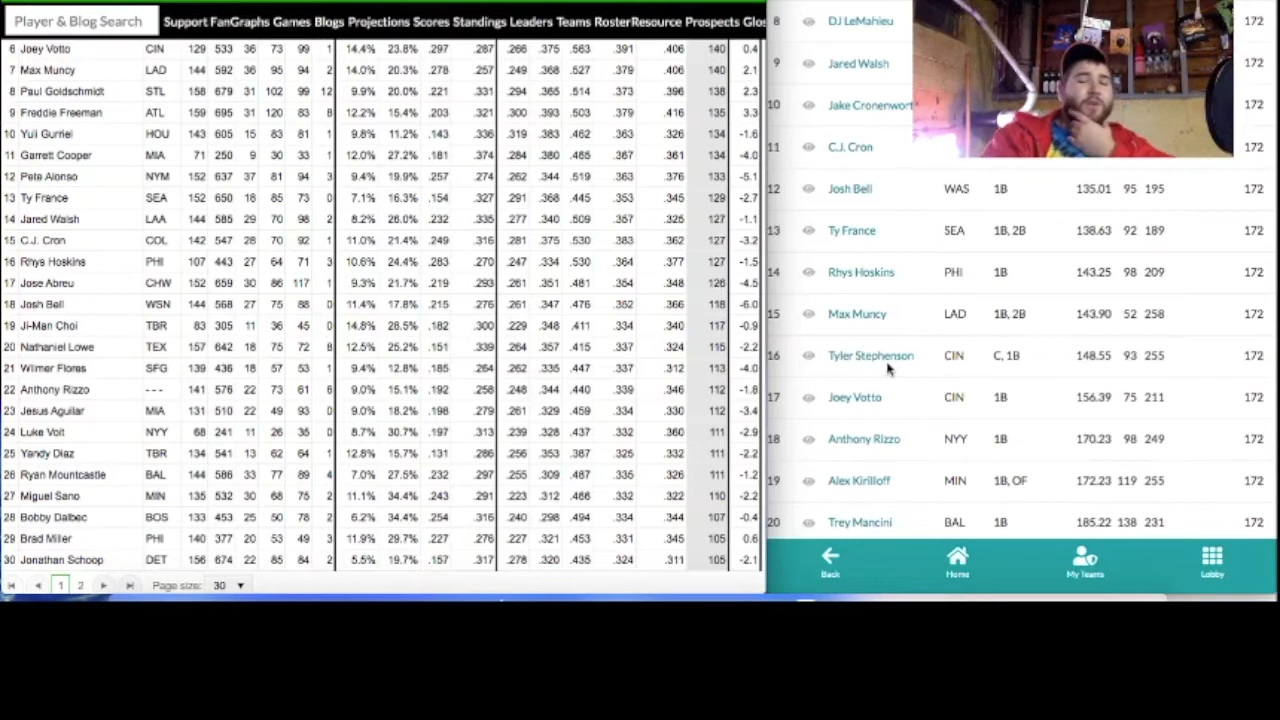 Player & Blog Search
Support FanGraphs Games Blogs Projections Scores Standings Leaders Teams RosterResource Prospects Glos
6 Joey Votto CIN 129 533 36 73 99 1 14.4% 23.8% .297 .287 .266 .375 .563 .391 .406 140 0.4
7 Max Muncy LAD 144 592 36 95 94 2 14.0% 20.3% .278 .257 .249 .368 .527 .379 .406 140 2.1
8 Paul Goldschmidt STL 158 679 31 102 99 12 9.9% 20.0% .221 .331 .294 .365 .514 .373 .396 138 2.3
9 Freddie Freeman ATL 159 695 31 120 83 8 12.2% 15.4% .203 .321 .300 .393 .503 .379 .416 135 3.3
10 Yuli Gurriel HOU 143 605 15 83 81 1 9.8% 11.2% .143 .336 .319 .383 .462 .363 .326 134 -1.6
11 Garrett Cooper MIA 71 250 9 30 33 1 12.0% 27.2% .181 .374 .284 .380 .465 .367 .361 134 -4.0
12 Pete Alonso NYM 152 637 37 81 94 3 9.4% 19.9% .257 .274 .262 .344 .519 .363 .376 133 -5.1
13 Ty France SEA 152 650 18 85 73 0 7.1% 16.3% .154 .327 .291 .368 .445 .353 .345 129 -2.7
14 Jared Walsh LAA 144 585 29 70 98 2 8.2% 26.0% .232 .335 .277 .340 .509 .357 .325 127 -1.1
15 C.J. Cron COL 142 547 28 70 92 1 11.0% 21.4% .249 .316 .281 .375 .530 .383 .362 127 -3.2
16 Rhys Hoskins PHI 107 443 27 64 71 3 10.6% 24.4% .283 .270 .247 .334 .530 .364 .377 127 -1.5
17 Jose Abreu CHW 152 659 30 86 117 1 9.3% 21.7% .219 .293 .261 .351 .481 .354 .348 126 -4.5
18 Josh Bell WSN 144 568 27 75 88 0 11.4% 17.8% .215 .276 .261 .347 .476 .352 .366 118 -6.0
19 Ji-Man Choi TBR 83 305 11 36 45 0 14.8% 28.5% .182 .300 .229 .348 .411 .334 .340 117 -0.9
20 Nathaniel Lowe TEX 157 642 18 75 72 8 12.5% 25.2% .151 .339 .264 .357 .415 .337 .324 115 -2.2
21 Wilmer Flores SFG 139 436 18 57 53 1 9.4% 12.8% .185 .264 .262 .335 .447 .337 .312 113 -4.0
22 Anthony Rizzo - - - 141 576 22 73 61 6 9.0% 15.1% .192 .258 .248 .344 .440 .339 .346 112 -1.8
23 Jesus Aguilar MIA 131 510 22 49 93 0 9.0% 18.2% .198 .279 .261 .329 .459 .334 .330 112 -3.4
24 Luke Voit NYY 68 241 11 26 35 0 8.7% 30.7% .197 .313 .239 .328 .437 .332 .360 111 -2.9
25 Yandy Diaz TBR 134 541 13 62 64 1 12.8% 15.7% .131 .286 .256 .353 .387 .325 .332 111 -2.2
26 Ryan Mountcastle BAL 144 586 33 77 89 4 7.0% 27.5% .232 .297 .255 .309 .487 .335 .326 111 -1.2
27 Miguel Sano MIN 135 532 30 68 75 2 11.1% 34.4% .243 .291 .223 .312 .466 .332 .322 110 -2.2
28 Bobby Dalbec BOS 133 453 25 50 78 2 6.2% 34.4% .254 .316 .240 .298 .494 .334 .344 107 -0.4
29 Brad Miller PHI 140 377 20 53 49 3 11.9% 29.7% .227 .276 .227 .321 .453 .331 .345 105 0.6
30 Jonathan Schoop DET 156 674 22 85 84 2 5.5% 19.7% .157 .317 .278 .320 .435 .324 .311 105 -2.1
1 2 Page size: 30
8 DJ LeMahieu 172
9 Jared Walsh 172
10 Jake Cronenwort 172
11 C.J. Cron 172
12 Josh Bell WAS 1B 135.01 95 195 172
13 Ty France SEA 1B, 2B 138.63 92 189 172
14 Rhys Hoskins PHI 1B 143.25 98 209 172
15 Max Muncy LAD 1B, 2B 143.90 52 258 172
16 Tyler Stephenson CIN C, 1B 148.55 93 255 172
17 Joey Votto CIN 1B 156.39 75 211 172
18 Anthony Rizzo NYY 1B 170.23 98 249 172
19 Alex Kirilloff MIN 1B, OF 172.23 119 255 172
20 Trey Mancini BAL 1B 185.22 138 231 172
Back Home My Teams Lobby